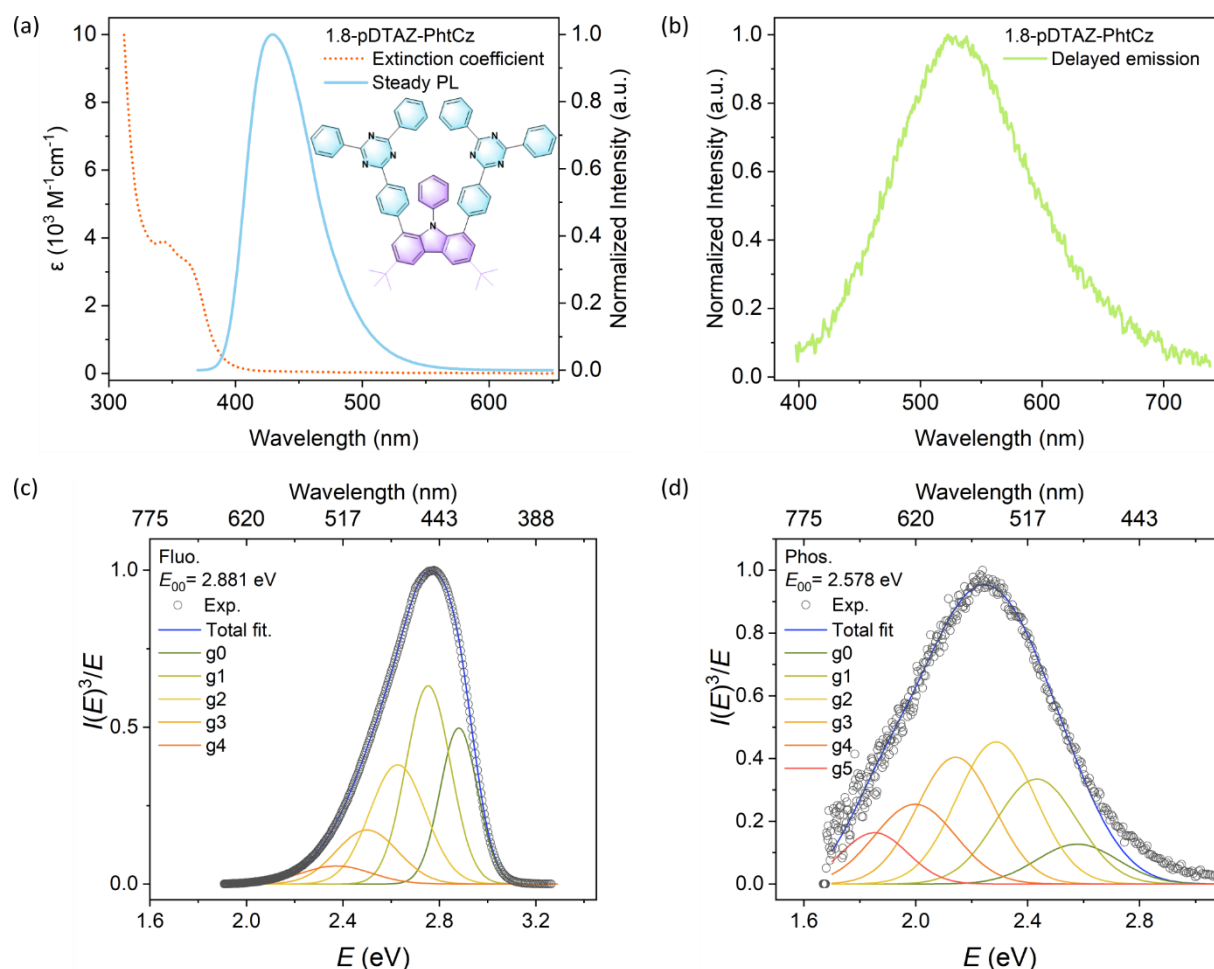 (a)
1.8-pDTAZ-PhtCz
Extinction coefficient
Steady PL
N N N N N N N
ε (10³ M⁻¹cm⁻¹)
10
8
6
4
2
0
1.0
0.8
0.6
0.4
0.2
0.0
Normalized Intensity (a.u.)
300 400 500 600
Wavelength (nm)
(b)
1.8-pDTAZ-PhtCz
Delayed emission
Normalized Intensity (a.u.)
1.0
0.8
0.6
0.4
0.2
0.0
400 500 600 700
Wavelength (nm)
(c)
Wavelength (nm)
775 620 517 443 388
Fluo.
E₀₀= 2.881 eV
Exp.
Total fit.
g0
g1
g2
g3
g4
I(E)³/E
1.0
0.5
0.0
1.6 2.0 2.4 2.8 3.2
E (eV)
(d)
Wavelength (nm)
775 620 517 443
Phos.
E₀₀= 2.578 eV
Exp.
Total fit
g0
g1
g2
g3
g4
g5
I(E)³/E
1.0
0.8
0.6
0.4
0.2
0.0
1.6 2.0 2.4 2.8
E (eV)